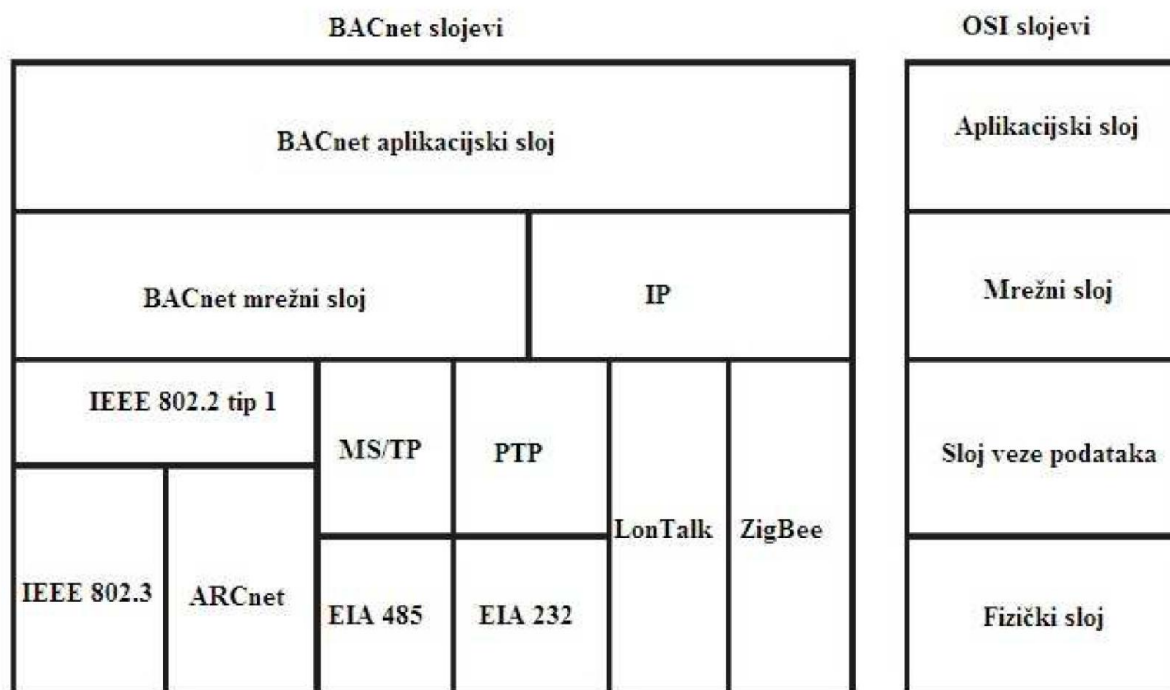 BACnet slojevi
OSI slojevi
BACnet aplikacijski sloj
Aplikacijski sloj
BACnet mrežni sloj
IP
Mrežni sloj
IEEE 802.2 tip 1
MS/TP
PTP
LonTalk
ZigBee
Sloj veze podataka
IEEE 802.3
ARCnet
EIA 485
EIA 232
Fizički sloj